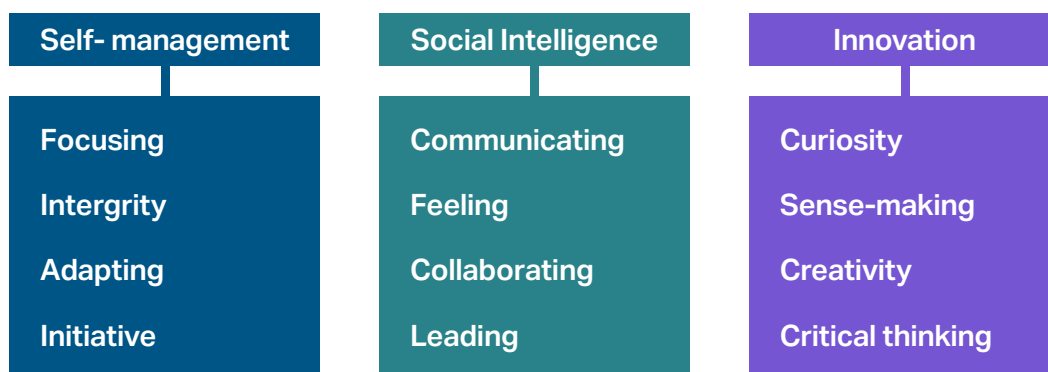 Self- management
Focusing
Intergrity
Adapting
Initiative
Social Intelligence
Communicating
Feeling
Collaborating
Leading
Innovation
Curiosity
Sense-making
Creativity
Critical thinking